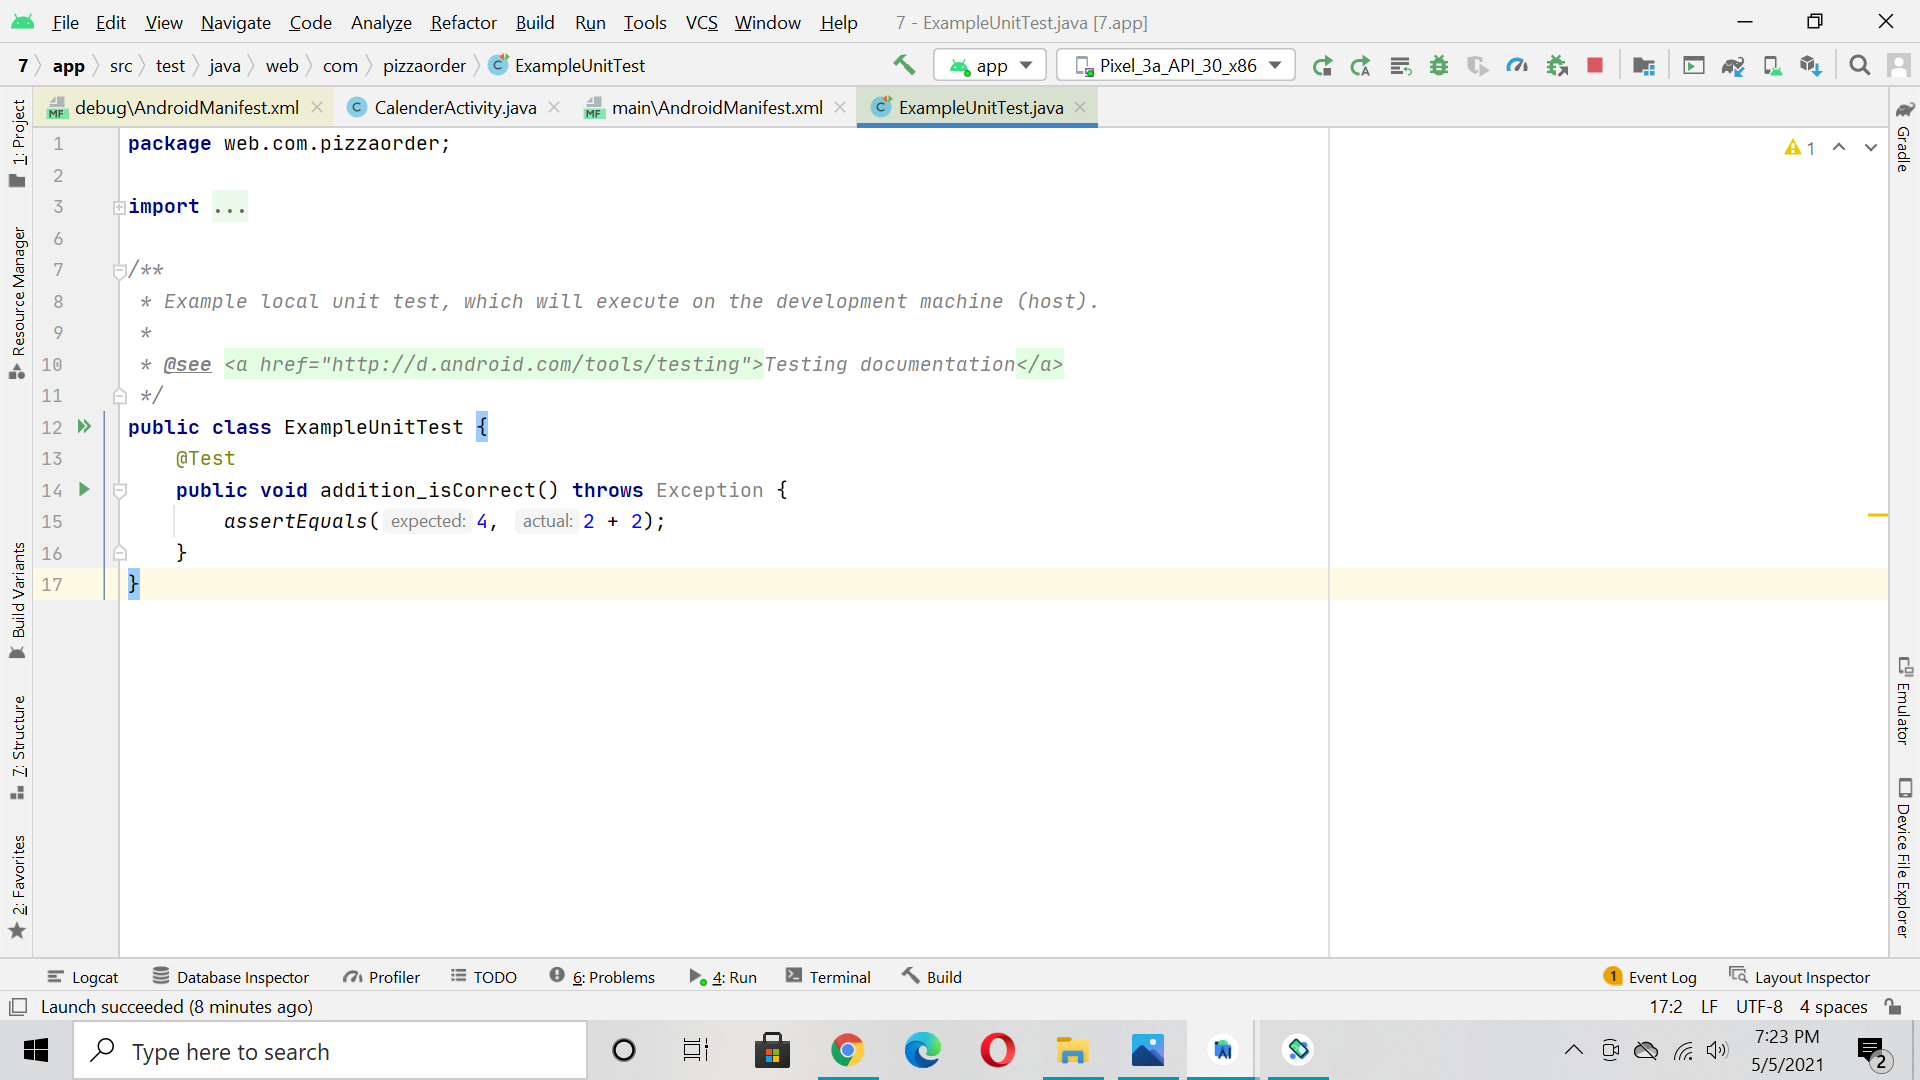 File Edit View Navigate Code Analyze Refactor Build Run Tools VCS Window Help 7 - ExampleUnitTest.java [7.app]
7 app src test java web com pizzaorder C ExampleUnitTest app Pixel_3a_API_30_x86
MF debug\AndroidManifest.xml C CalenderActivity.java MF main\AndroidManifest.xml C ExampleUnitTest.java
1: Project
Resource Manager
Build Variants
7: Structure
2: Favorites
1 package web.com.pizzaorder;
2
3 import ...
6
7 /**
8 * Example local unit test, which will execute on the development machine (host).
9 *
10 * @see <a href="http://d.android.com/tools/testing">Testing documentation</a>
11 */
12 public class ExampleUnitTest {
13 @Test
14 public void addition_isCorrect() throws Exception {
15 assertEquals( expected: 4, actual: 2 + 2);
16 }
17 }
1
Gradle
Emulator
Device File Explorer
Logcat Database Inspector Profiler TODO 6: Problems 4: Run Terminal Build 1 Event Log Layout Inspector
Launch succeeded (8 minutes ago) 17:2 LF UTF-8 4 spaces
Type here to search
7:23 PM
5/5/2021
2